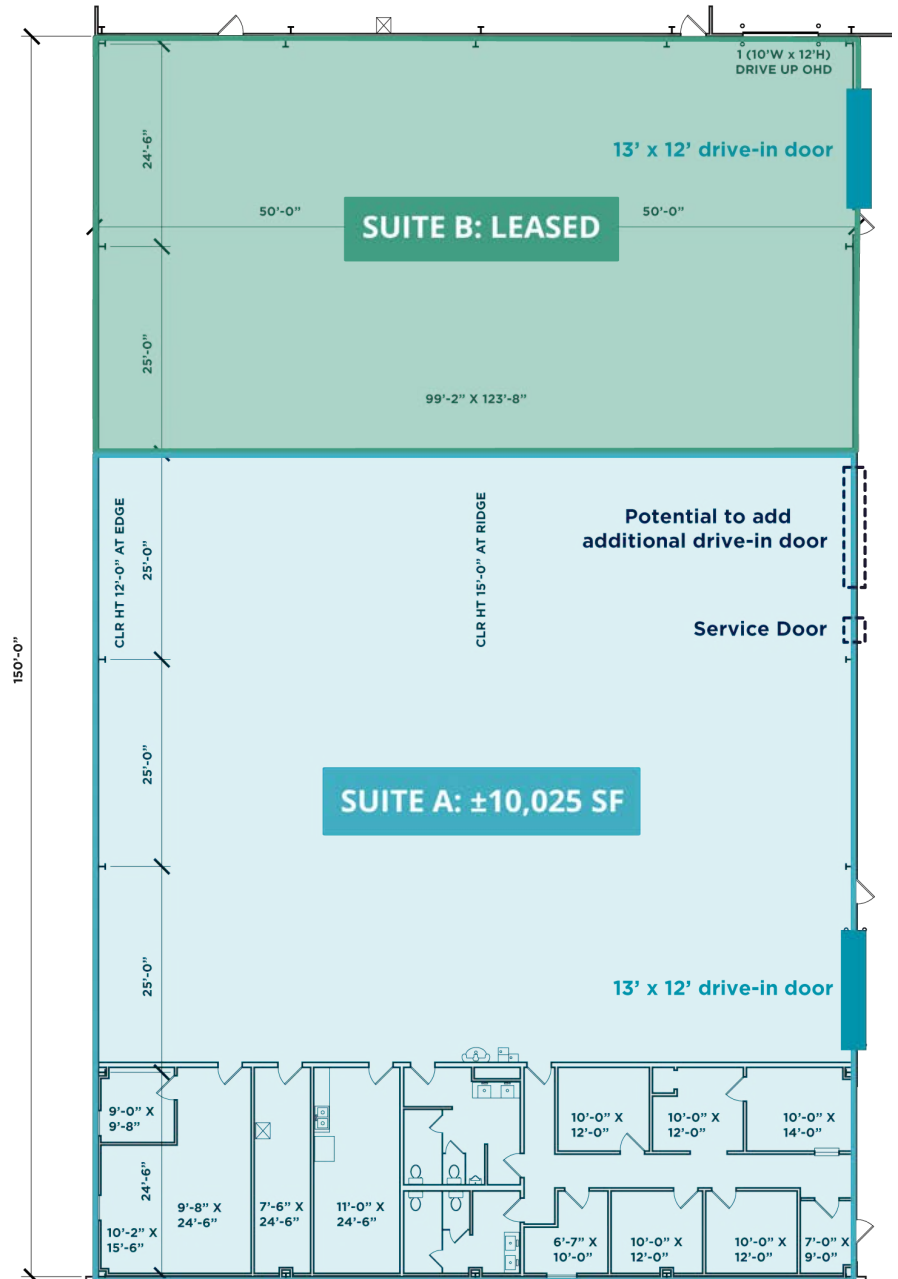 1 (10’W x 12’H)
DRIVE UP OHD
24’-6”
13’ x 12’ drive-in door
50’-0”
SUITE B: LEASED
50’-0”
25’-0”
99’-2” X 123’-8”
CLR HT 12’-0” AT EDGE
25’-0”
CLR HT 15’-0” AT RIDGE
Potential to add
additional drive-in door
Service Door
150’-0”
25’-0”
SUITE A: ±10,025 SF
25’-0”
13’ x 12’ drive-in door
9’-0” X
9’-8”
10’-0” X
12’-0”
10’-0” X
12’-0”
10’-0” X
14’-0”
24’-6”
10’-2” X
15’-6”
9’-8” X
24’-6”
7’-6” X
24’-6”
11’-0” X
24’-6”
6’-7” X
10’-0”
10’-0” X
12’-0”
10’-0” X
12’-0”
7’-0” X
9’-0”